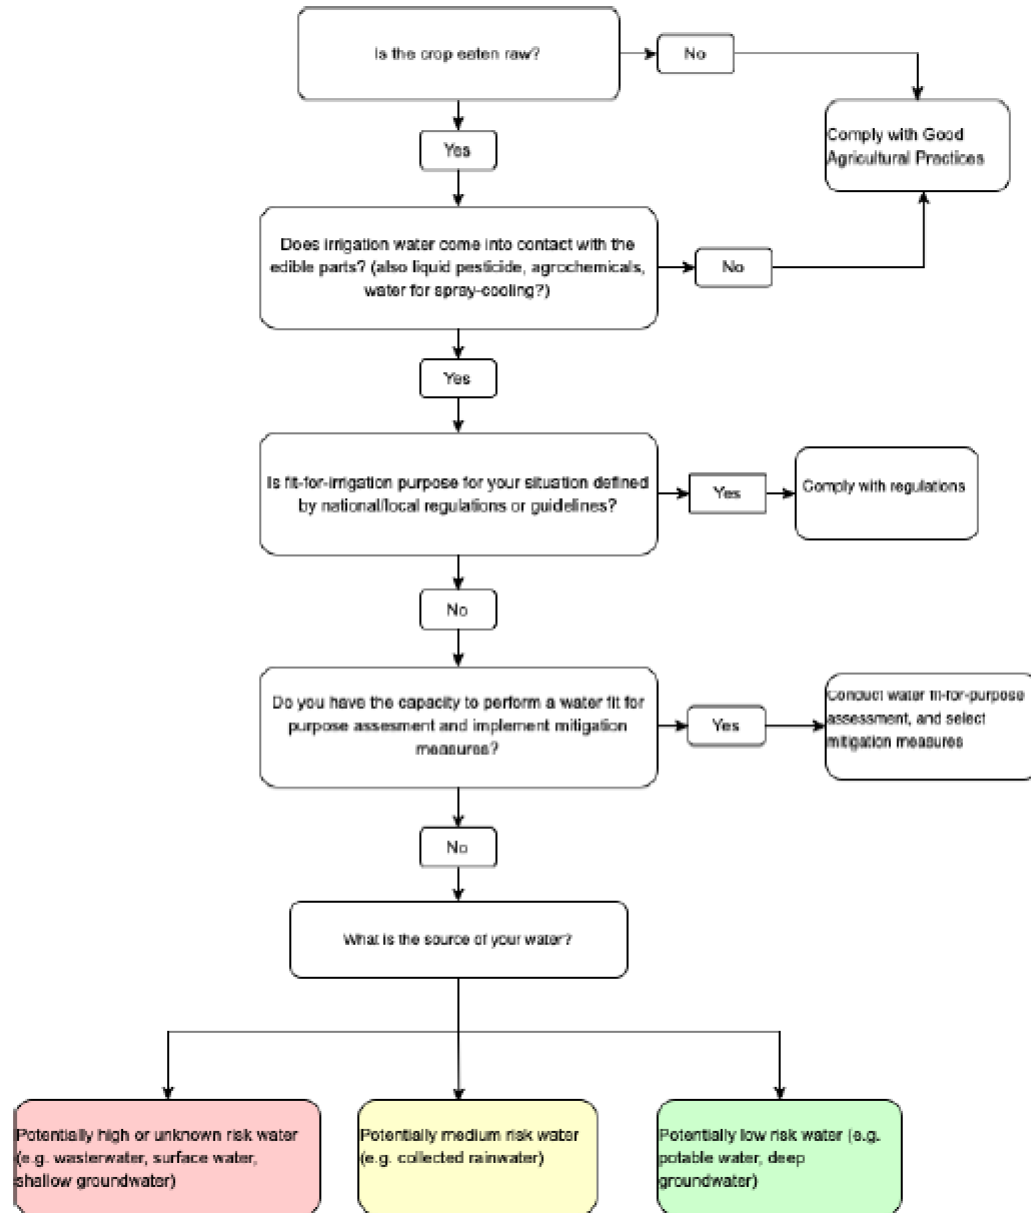 Is the crop eaten raw?
No
Comply with Good
Agricultural Practices
Yes
Does irrigation water come into contact with the
edible parts? (also liquid pesticide, agrochemicals,
water for spray-cooling?)
No
Yes
Is fit-for-irrigation purpose for your situation defined
by national/local regulations or guidelines?
Yes
Comply with regulations
No
Do you have the capacity to perform a water fit for
purpose assesment and implement mitigation
measures?
Yes
Conduct water fit-for-purpose
assessment, and select
mitigation measures
No
What is the source of your water?
Potentially high or unknown risk water
(e.g. wasterwater, surface water,
shallow groundwater)
Potentially medium risk water
(e.g. collected rainwater)
Potentially low risk water (e.g.
potable water, deep
groundwater)